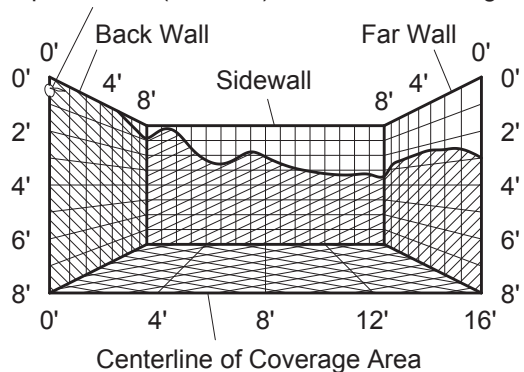 Back Wall Far Wall
0' 0'
0' 4' Sidewall 4' 0'
8' 8'
2' 2'
4' 4'
6' 6'
8' 8'
0' 4' 8' 12' 16'
Centerline of Coverage Area